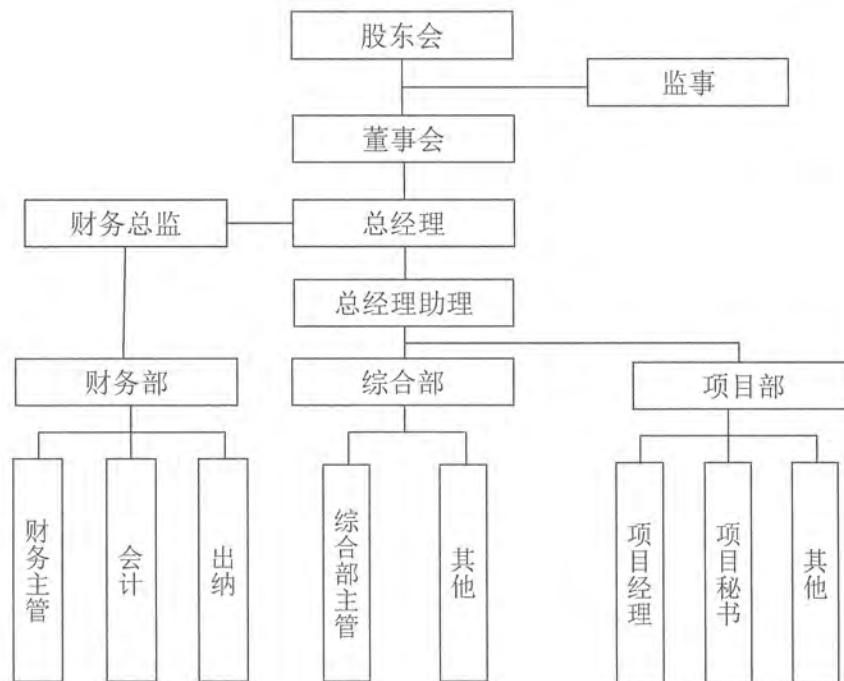 股东会
监事
董事会
财务总监
总经理
总经理助理
财务部
综合部
项目部
财务主管
会计
出纳
综合部主管
其他
项目经理
项目秘书
其他